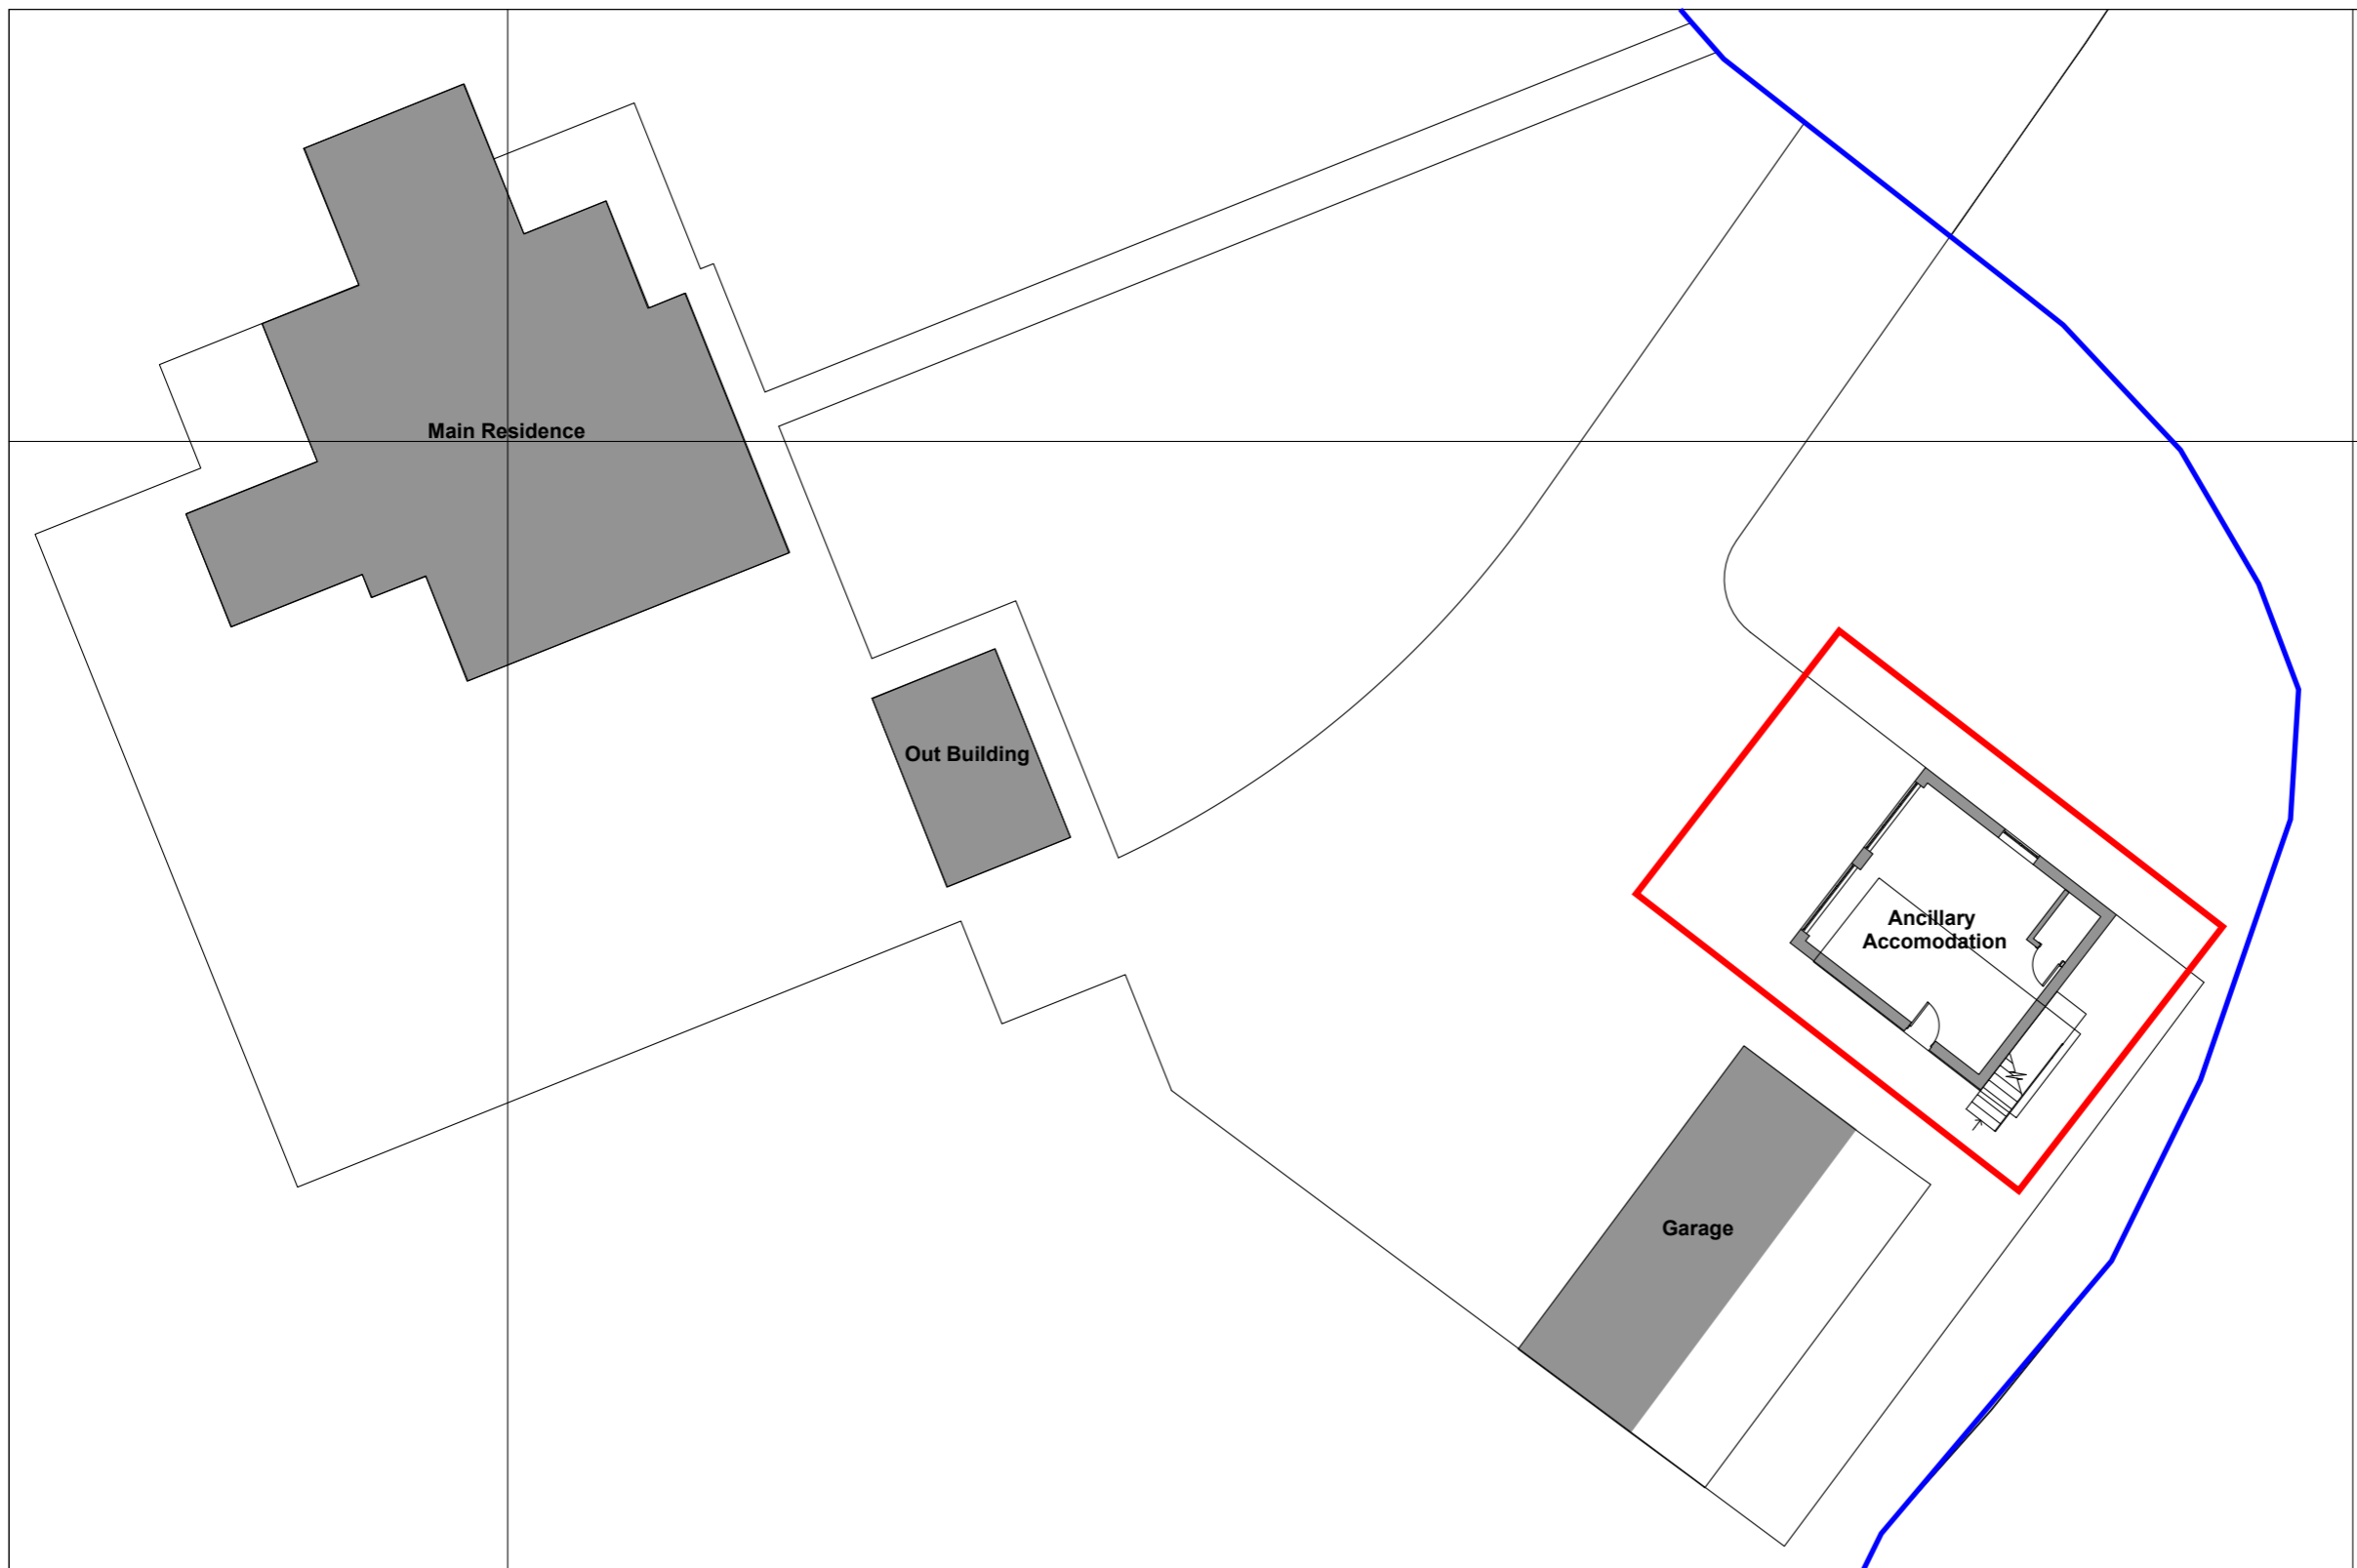 Main Residence
Out Building
Ancillary
Accomodation
Garage